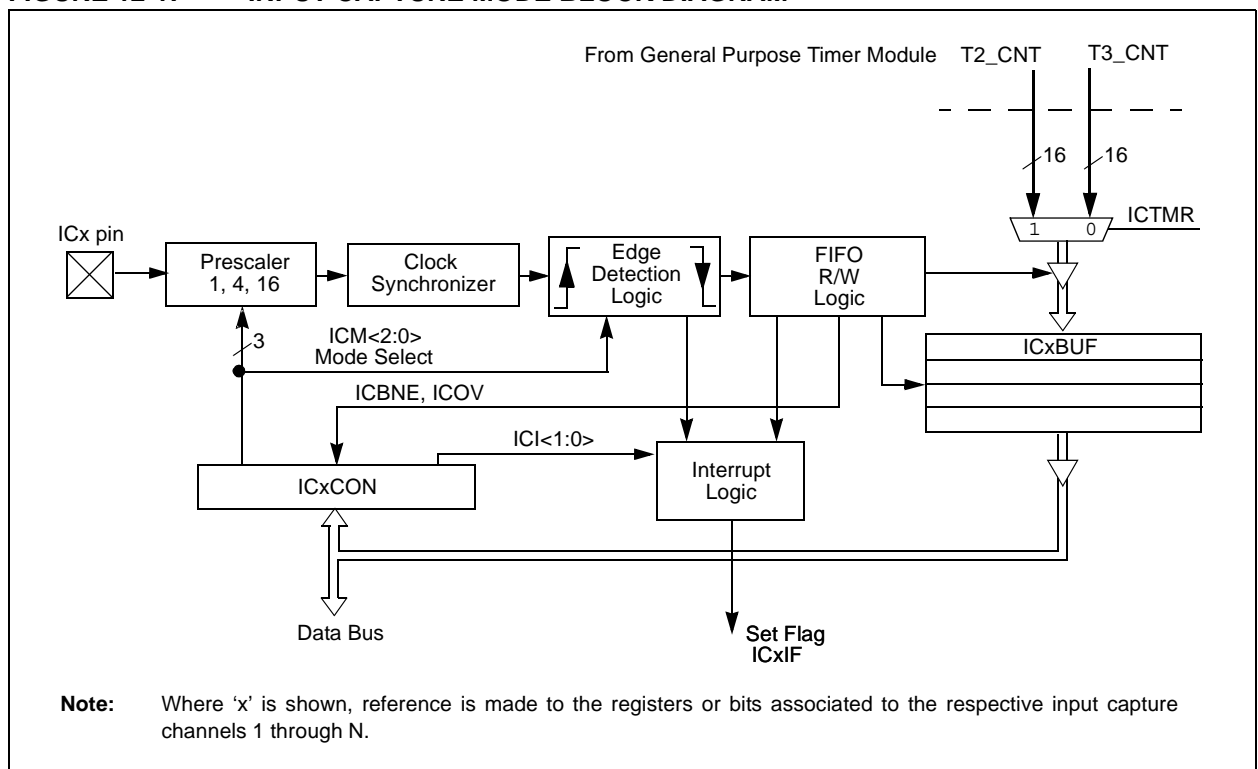 From General Purpose Timer Module T2_CNT T3_CNT
16 16
1 0 ICTMR
ICx pin
Prescaler
1, 4, 16
Clock
Synchronizer
Edge
Detection
Logic
FIFO
R/W
Logic
3
ICM<2:0>
Mode Select
ICxBUF
ICBNE, ICOV
ICI<1:0>
ICxCON
Interrupt
Logic
Data Bus
Set Flag
ICxIF
Note: Where ‘x’ is shown, reference is made to the registers or bits associated to the respective input capture
channels 1 through N.